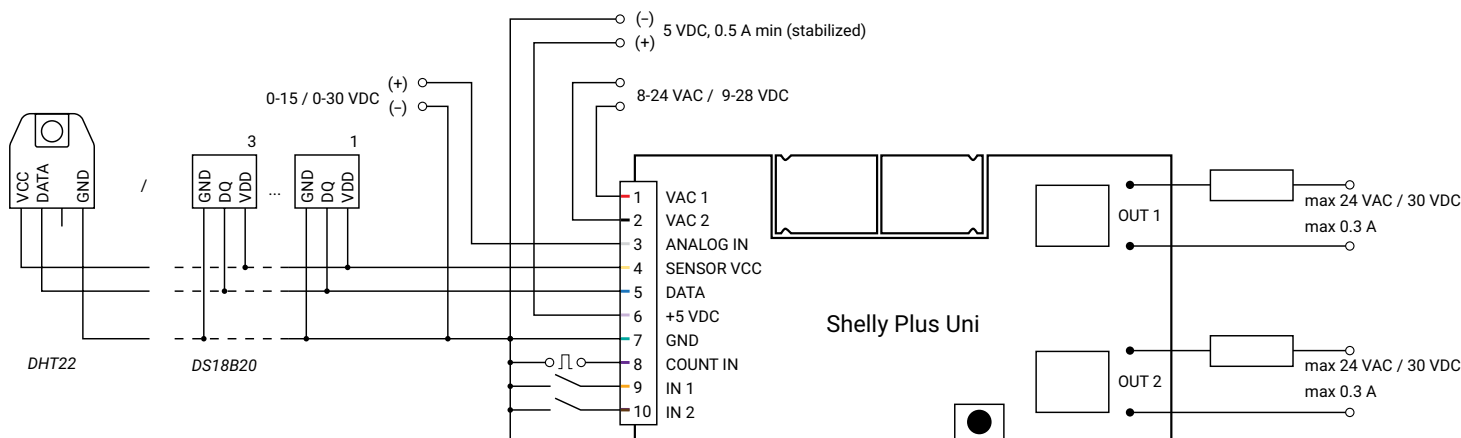 (−)
5 VDC, 0.5 A min (stabilized)
(+)
(+)
0-15 / 0-30 VDC
(−)
8-24 VAC / 9-28 VDC
VCC
DATA
GND
/
3
GND
DQ
VDD
...
1
GND
DQ
VDD
DHT22
DS18B20
1 VAC 1
2 VAC 2
3 ANALOG IN
4 SENSOR VCC
5 DATA
6 +5 VDC
7 GND
8 COUNT IN
9 IN 1
10 IN 2
Shelly Plus Uni
OUT 1
max 24 VAC / 30 VDC
max 0.3 A
OUT 2
max 24 VAC / 30 VDC
max 0.3 A